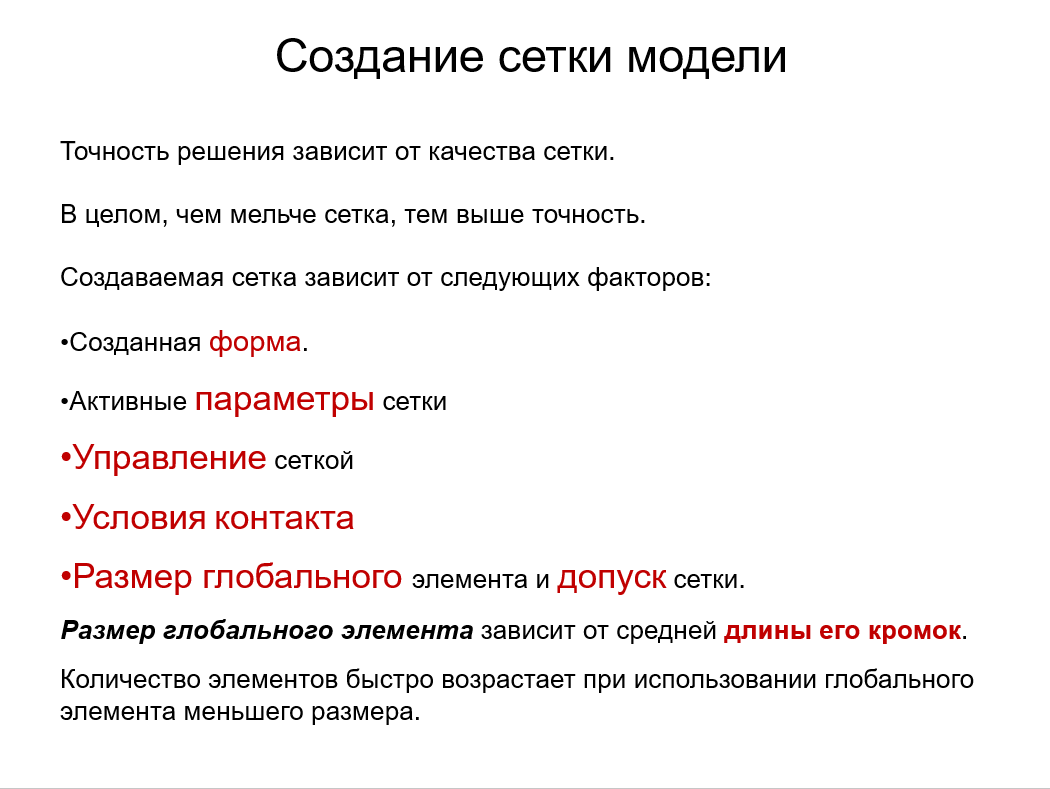 Создание сетки модели
Точность решения зависит от качества сетки.
В целом, чем мельче сетка, тем выше точность.
Создаваемая сетка зависит от следующих факторов:
•Созданная форма.
•Активные параметры сетки
•Управление сеткой
•Условия контакта
•Размер глобального элемента и допуск сетки.
Размер глобального элемента зависит от средней длины его кромок.
Количество элементов быстро возрастает при использовании глобального
элемента меньшего размера.